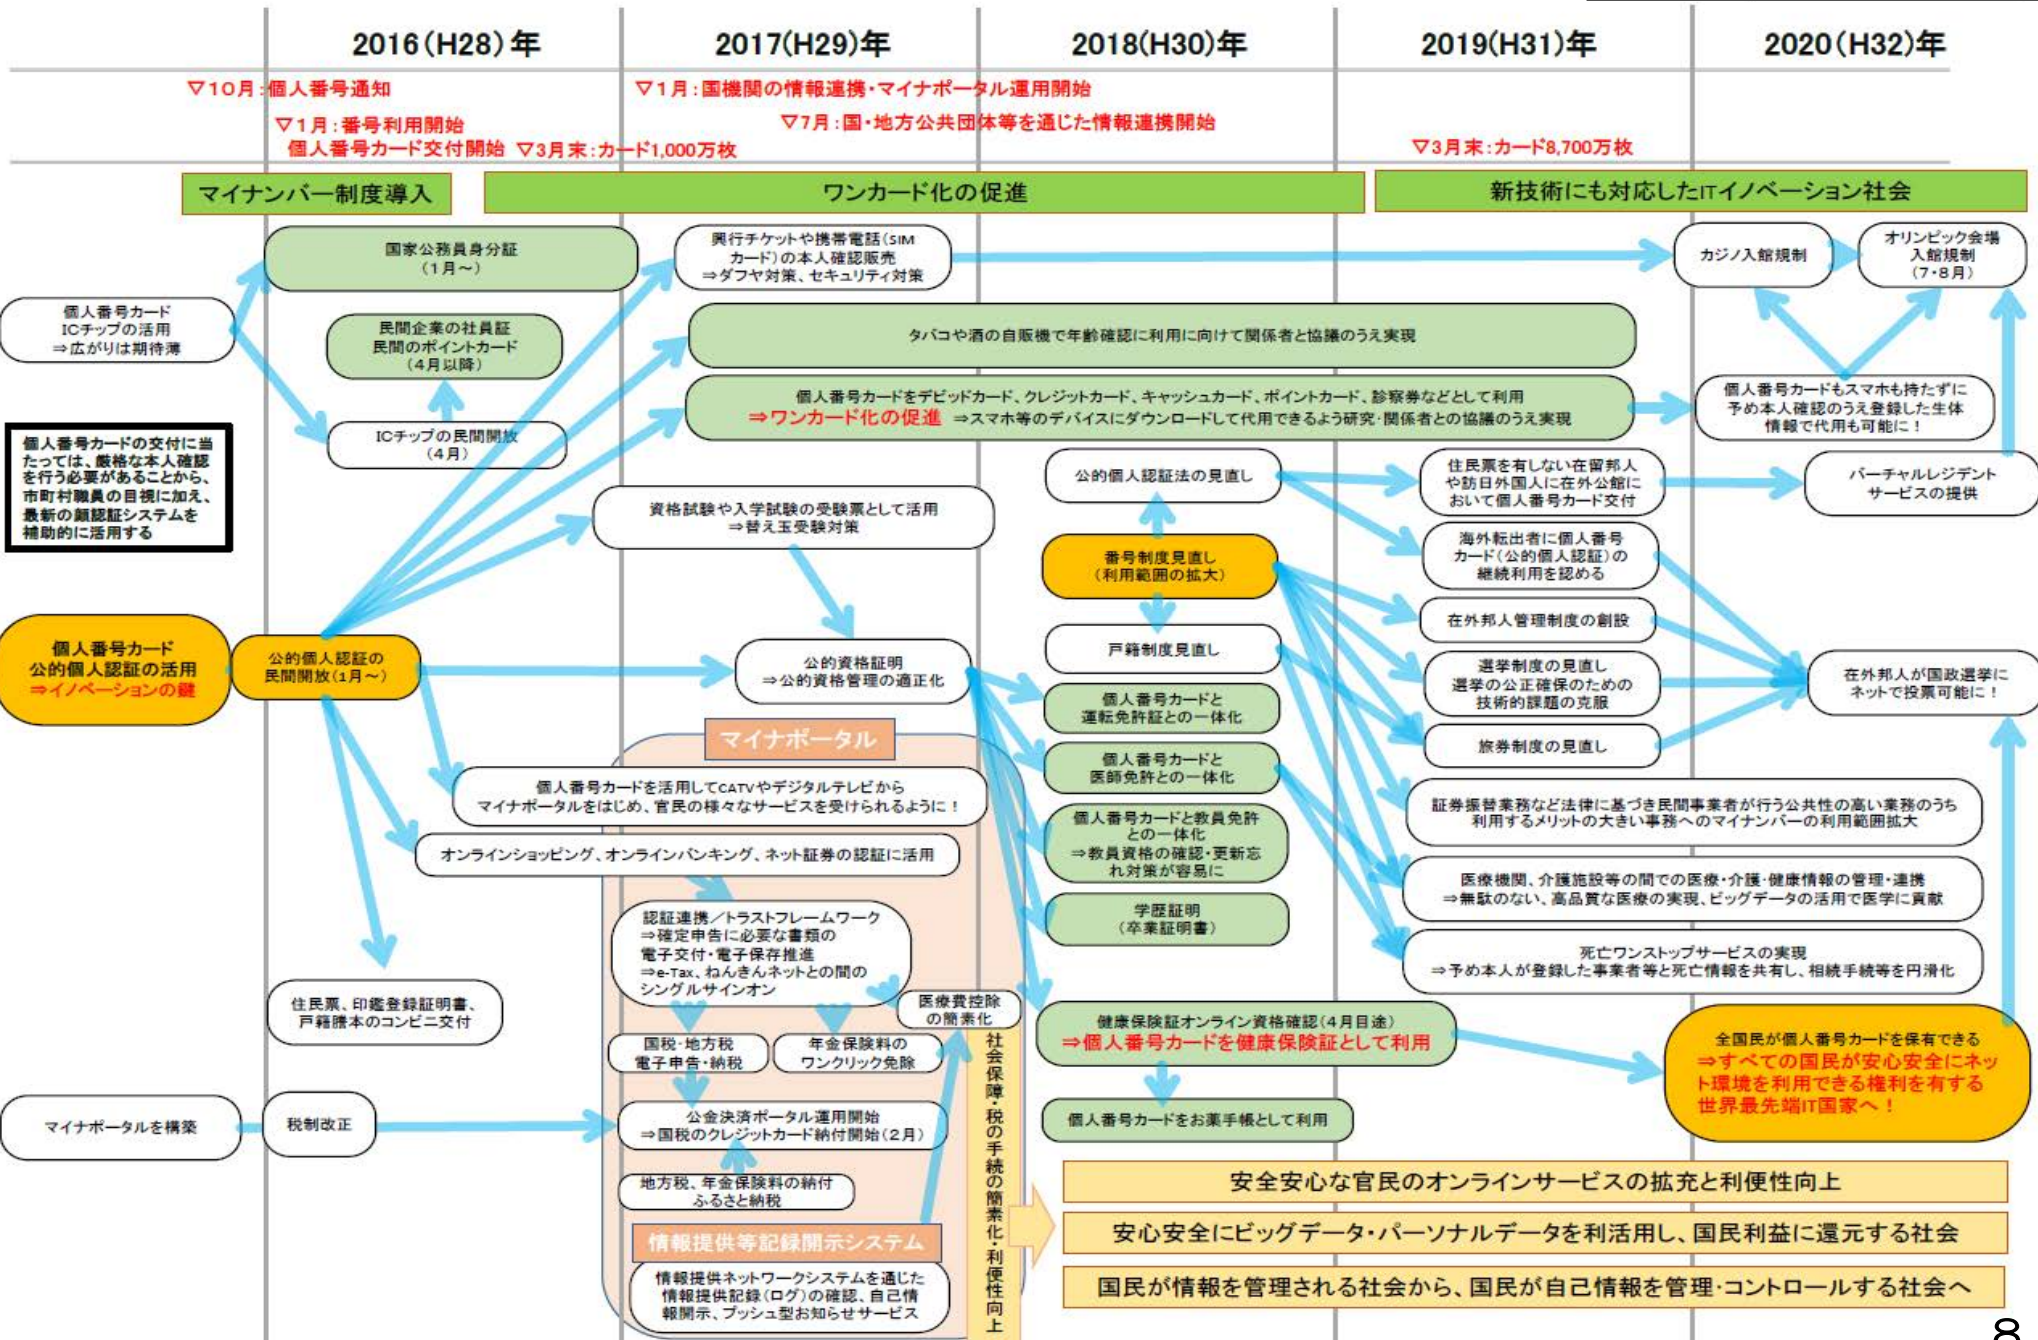 2016(H28)年
2017(H29)年
2018(H30)年
2019(H31)年
2020(H32)年
▽10月:個人番号通知
▽1月:国機関の情報連携・マイナポータル運用開始
▽1月:番号利用開始
個人番号カード交付開始
▽7月:国・地方公共団体等を通じた情報連携開始
▽3月末:カード1,000万枚
▽3月末:カード8,700万枚
マイナンバー制度導入
ワンカード化の促進
新技術にも対応したITイノベーション社会
国家公務員身分証
(1月~)
興行チケットや携帯電話(SIM
カード)の本人確認販売
⇒ダフヤ対策、セキュリティ対策
カジノ入館規制
オリンピック会場
入館規制
(7・8月)
個人番号カード
ICチップの活用
⇒広がりは期待薄
民間企業の社員証
民間のポイントカード
(4月以降)
タバコや酒の自販機で年齢確認に利用に向けて関係者と協議のうえ実現
個人番号カードをデビッドカード、クレジットカード、キャッシュカード、ポイントカード、診察券などとして利用
⇒ワンカード化の促進 ⇒スマホ等のデバイスにダウンロードして代用できるよう研究・関係者との協議のうえ実現
個人番号カードもスマホも持たずに
予め本人確認のうえ登録した生体
情報で代用も可能に!
ICチップの民間開放
(4月)
個人番号カードの交付に当
たっては、厳格な本人確認
を行う必要があることから、
市町村職員の目視に加え、
最新の顔認証システムを
補助的に活用する
公的個人認証法の見直し
住民票を有しない在留邦人
や訪日外国人に在外公館に
おいて個人番号カード交付
バーチャルレジデント
サービスの提供
資格試験や入学試験の受験票として活用
⇒替え玉受験対策
番号制度見直し
(利用範囲の拡大)
海外転出者に個人番号
カード(公的個人認証)の
継続利用を認める
在外邦人管理制度の創設
個人番号カード
公的個人認証の活用
⇒イノベーションの鍵
公的個人認証の
民間開放(1月~)
公的資格証明
⇒公的資格管理の適正化
戸籍制度見直し
選挙制度の見直し
選挙の公正確保のための
技術的課題の克服
在外邦人が国政選挙に
ネットで投票可能に!
個人番号カードと
運転免許証との一体化
旅券制度の見直し
マイナポータル
個人番号カードと
医師免許との一体化
個人番号カードを活用してCATVやデジタルテレビから
マイナポータルをはじめ、官民の様々なサービスを受けられるように!
証券振替業務など法律に基づき民間事業者が行う公共性の高い業務のうち
利用するメリットの大きい事務へのマイナンバーの利用範囲拡大
個人番号カードと教員免許
との一体化
⇒教員資格の確認・更新忘
れ対策が容易に
オンラインショッピング、オンラインバンキング、ネット証券の認証に活用
医療機関、介護施設等の間での医療・介護・健康情報の管理・連携
⇒無駄のない、高品質な医療の実現、ビッグデータの活用で医学に貢献
学歴証明
(卒業証明書)
認証連携/トラストフレームワーク
⇒確定申告に必要な書類の
電子交付・電子保存推進
⇒e-Tax、ねんきんネットとの間の
シングルサインオン
死亡ワンストップサービスの実現
⇒予め本人が登録した事業者等と死亡情報を共有し、相続手続等を円滑化
住民票、印鑑登録証明書、
戸籍謄本のコンビニ交付
医療費控除
の簡素化
健康保険証オンライン資格確認(4月目途)
⇒個人番号カードを健康保険証として利用
全国民が個人番号カードを保有できる
⇒すべての国民が安心安全にネッ
ト環境を利用できる権利を有する
世界最先端IT国家へ!
国税・地方税
電子申告・納税
年金保険料の
ワンクリック免除
社会保障・税の手続の簡素化・利便性向上
マイナポータルを構築
税制改正
公金決済ポータル運用開始
⇒国税のクレジットカード納付開始(2月)
個人番号カードをお薬手帳として利用
地方税、年金保険料の納付
ふるさと納税
安全安心な官民のオンラインサービスの拡充と利便性向上
情報提供等記録開示システム
安心安全にビッグデータ・パーソナルデータを利活用し、国民利益に還元する社会
情報提供ネットワークシステムを通じた
情報提供記録(ログ)の確認、自己情
報開示、プッシュ型お知らせサービス
国民が情報を管理される社会から、国民が自己情報を管理・コントロールする社会へ
8